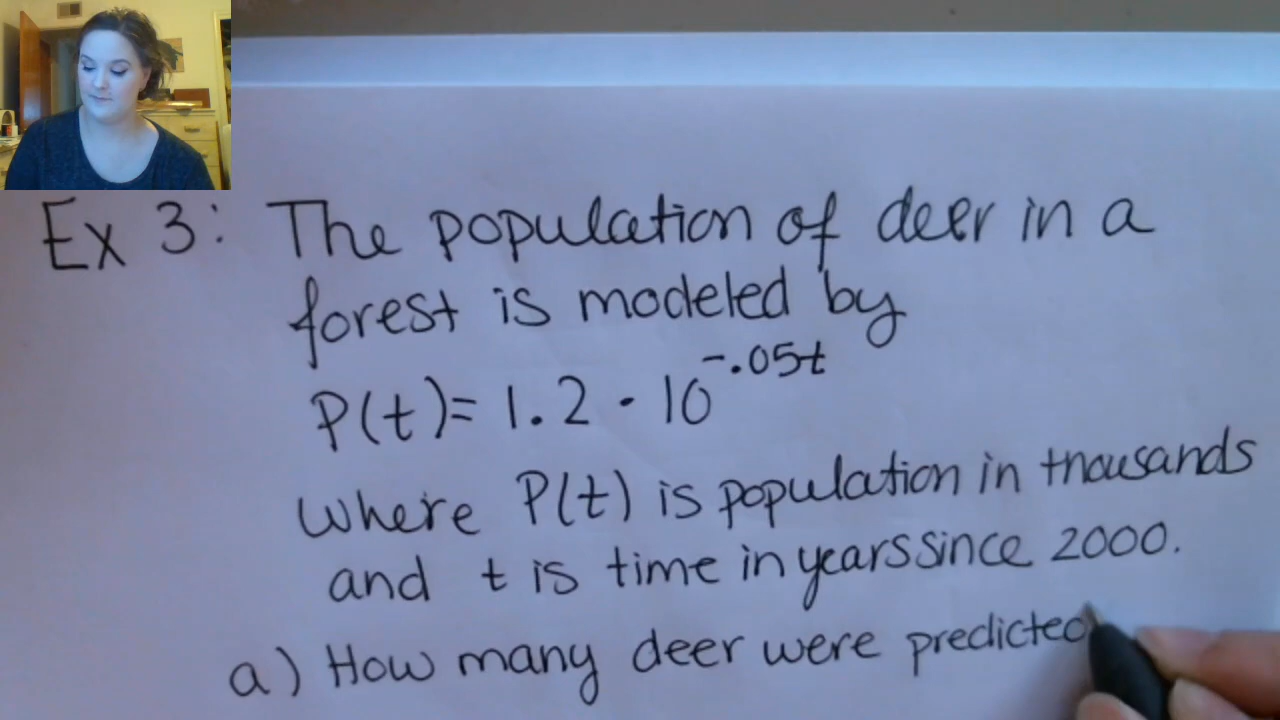 Ex 3: The population of deer in a
forest is modeled by
P(t)= 1.2 · 10^-.05t
where P(t) is population in thousands
and t is time in years since 2000.
a) How many deer were predicted